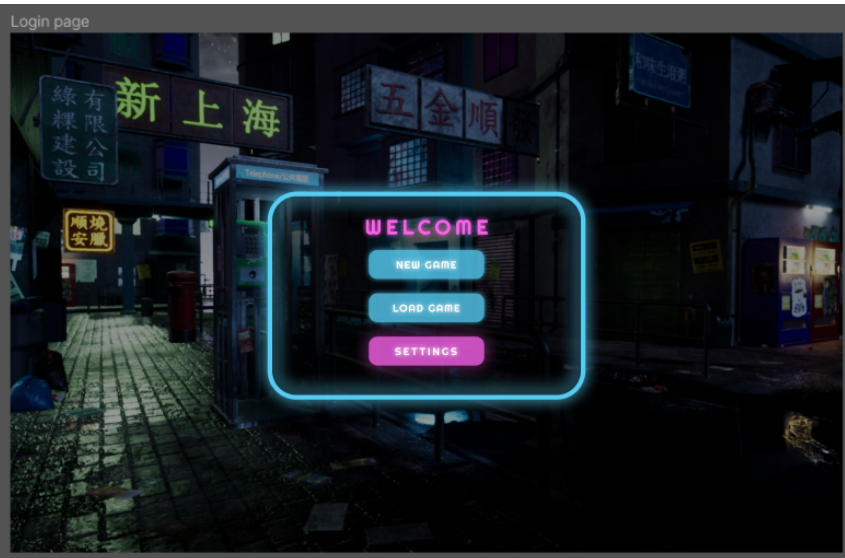 Login page
新上海
五金順發
有限公司
綠粿建設
順燒
安臘
Telephone/公共電話
WELCOME
NEW GAME
LOAD GAME
SETTINGS